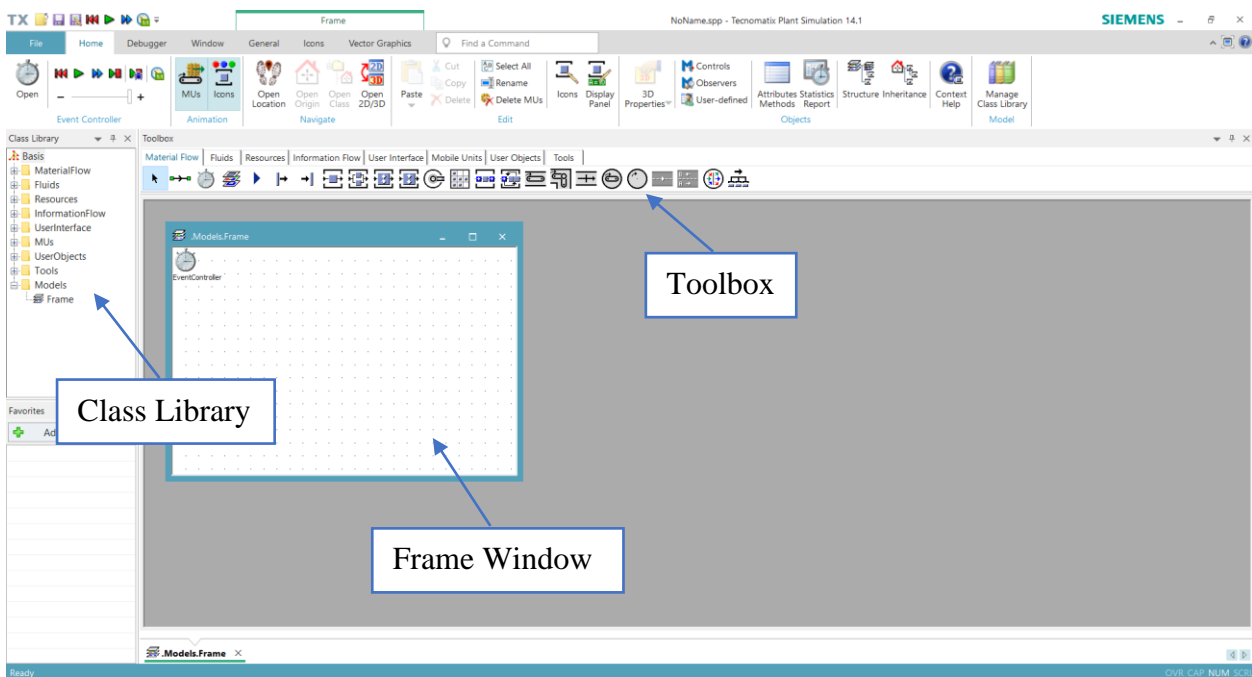 TX
Frame
NoName.spp - Tecnomatix Plant Simulation 14.1
SIEMENS
File Home Debugger Window General Icons Vector Graphics Find a Command
Open
MUs Icons
Open Location
Open Origin
Open Class
2D 3D
Open 2D/3D
Paste
Cut
Copy
Delete
Select All
Rename
Delete MUs
Icons
Display Panel
3D Properties
Controls
Observers
User-defined
Attributes Methods
Statistics Report
Structure
Inheritance
Context Help
Manage Class Library
Event Controller Animation Navigate Edit Objects Model
Class Library
Toolbox
Basis
MaterialFlow
Fluids
Resources
InformationFlow
UserInterface
MUs
UserObjects
Tools
Models
Frame
Material Flow Fluids Resources Information Flow User Interface Mobile Units User Objects Tools
.Models.Frame
EventController
Toolbox
Class Library
Frame Window
Favorites
Ad
.Models.Frame
Ready
OVR CAP NUM SCR